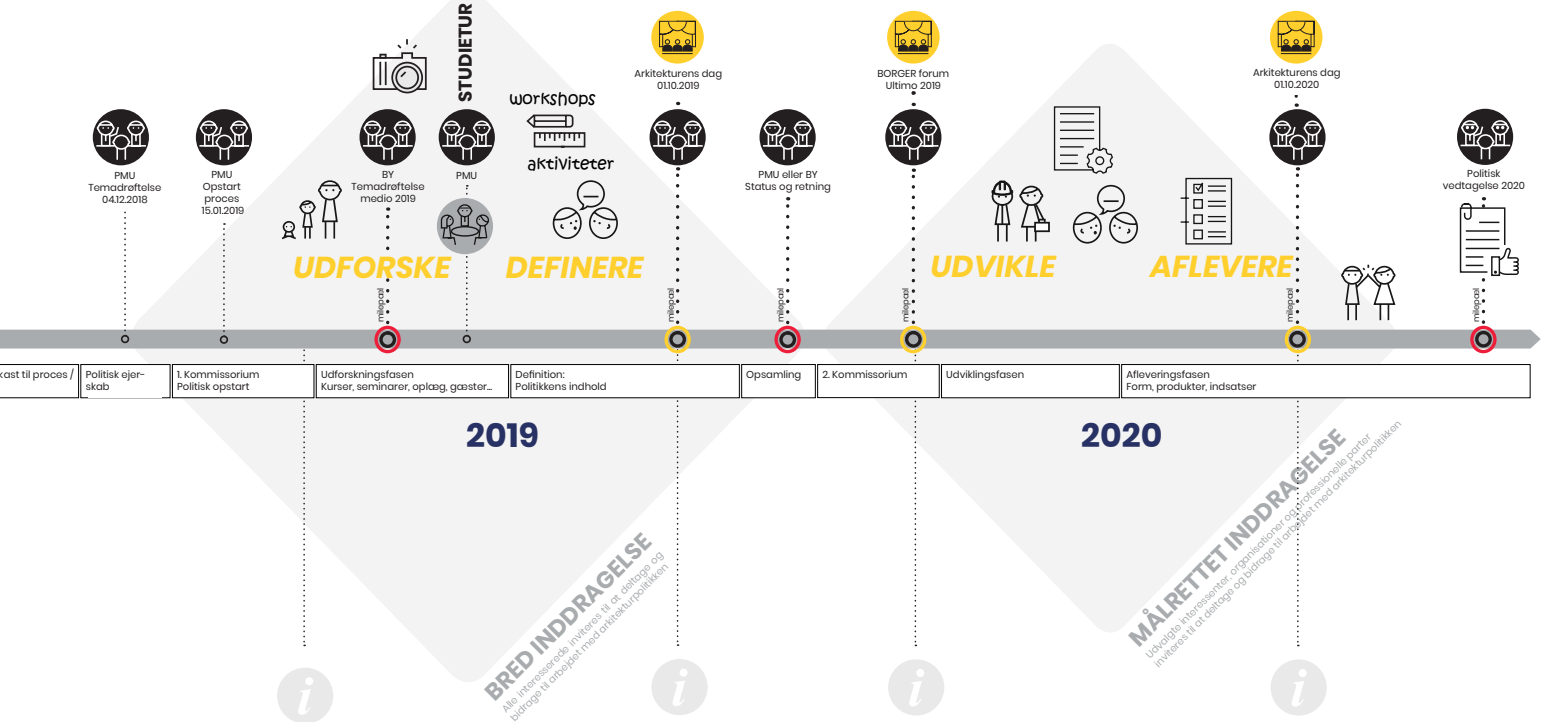 STUDIETUR
Arkitekturens dag
01.10.2019
BORGER forum
Ultimo 2019
Arkitekturens dag
01.10.2020
workshops
aktiviteter
PMU
Temadrøftelse
04.12.2018
PMU
Opstart
proces
15.01.2019
BY
Temadrøftelse
medio 2019
PMU
PMU eller BY
Status og retning
Politisk
vedtagelse 2020
UDFORSKE
DEFINERE
UDVIKLE
AFLEVERE
milepæl
milepæl
milepæl
milepæl
milepæl
milepæl
kast til proces /
Politisk ejer-
skab
1. Kommissorium
Politisk opstart
Udforskningsfasen
Kurser, seminarer, oplæg, gæster...
Definition:
Politikkens indhold
Opsamling
2. Kommissorium
Udviklingsfasen
Afleveringsfasen
Form, produkter, indsatser
2019
2020
BRED INDDRAGELSE
Alle interesserede inviteres til at deltage og
bidrage til arbejdet med arkitekturpolitikken
MÅLRETTET INDDRAGELSE
Udvalgte interessenter, organisationer og professionelle parter
inviteres til at deltage og bidrage til arbejdet med arkitekturpolitikken
i
i
i
i